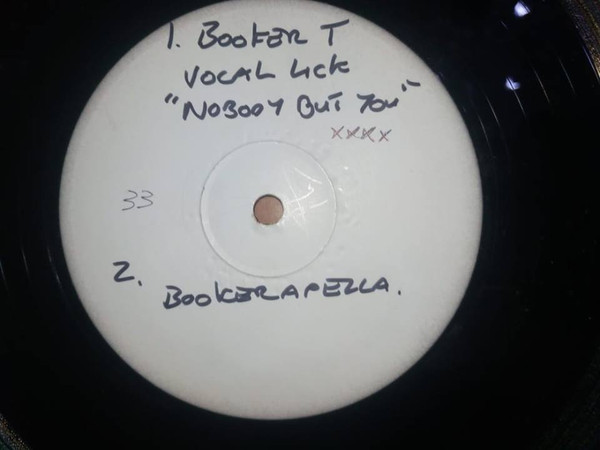 1. BOOKER T
VOCAL LICK
"NOBODY BUT YOU"
xxxx
33
2.
BOOKERAPELLA.